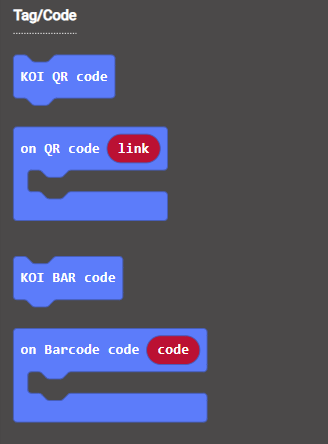 Tag/Code
KOI QR code
on QR code link
KOI BAR code
on Barcode code code